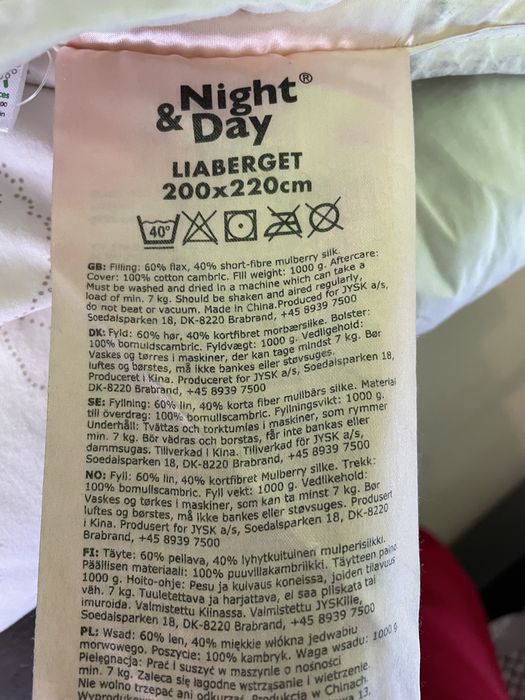 Night®
& Day
LIABERGET
200x220cm
40°
GB: Filling: 60% flax, 40% short-fibre mulberry silk.
Cover: 100% cotton cambric. Fill weight: 1000 g. Aftercare:
Must be washed and dried in a machine which can take a
load of min. 7 kg. Should be shaken and aired regularly,
do not beat or vacuum. Made in China.Produced for JYSK a/s,
Soedalsparken 18, DK-8220 Brabrand, +45 8939 7500
DK: Fyld: 60% hør, 40% kortfibret morbærsilke. Bolster:
100% bomuldscambric. Fyldvægt: 1000 g. Vedligehold:
Vaskes og tørres i maskiner, der kan tage mindst 7 kg. Bør
luftes og børstes, må ikke bankes eller støvsuges.
Produceret i Kina. Produceret for JYSK a/s, Soedalsparken 18,
DK-8220 Brabrand, +45 8939 7500
SE: Fyllning: 60% lin, 40% korta fiber mullbärs silke. Material
till överdrag: 100% bomullscambric. Fyllningsvikt: 1000 g.
Underhåll: Tvättas och torktumlas i maskiner, som rymmer
min. 7 kg. Bör vädras och borstas, får inte bankas eller
dammsugas. Tillverkad i Kina. Tillverkad för JYSK a/s,
Soedalsparken 18, DK-8220 Brabrand, +45 8939 7500
NO: Fyll: 60% lin, 40% kortfibret Mulberry silke. Trekk:
100% bomullscambric. Fyll vekt: 1000 g. Vedlikehold:
Vaskes og tørkes i maskiner, som kan ta minst 7 kg. Bør
luftes og børstes, må ikke bankes eller støvsuges. Produsert
i Kina. Produsert for JYSK a/s, Soedalsparken 18, DK-8220
Brabrand, +45 8939 7500
FI: Täyte: 60% pellava, 40% lyhytkuituinen mulperisilkki.
Päällisen materiaali: 100% puuvillakambriikki. Täytteen paino
1000 g. Hoito-ohje: Pesu ja kuivaus koneissa, joiden tilavuus
väh. 7 kg. Tuuletettava ja harjattava, ei saa piiskata tai
imuroida. Valmistettu Kiinassa. Valmistettu JYSKille,
Soedalsparken 18, DK-8220 Brabrand, +45 8939 7500
PL: Wsad: 60% len, 40% miękkie włókna jedwabiu
morwowego. Poszycie: 100% kambryk. Waga wsadu: 1000 g
Pielęgnacja: Prać i suszyć w maszynie o nośności
min. 7 kg. Zaleca się łagodne wstrząsanie i wietrzenie.
Nie wolno trzepać ani odkurzać. Produkcja w Chinach.